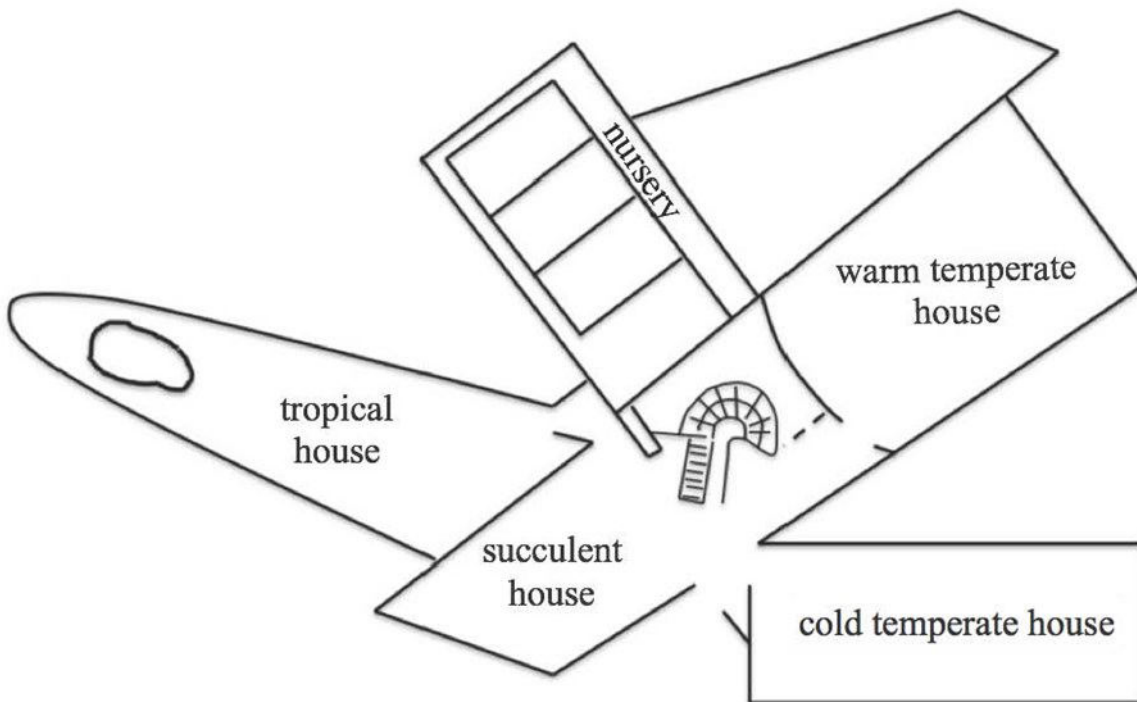 nursery
warm temperate
house
tropical
house
succulent
house
cold temperate house